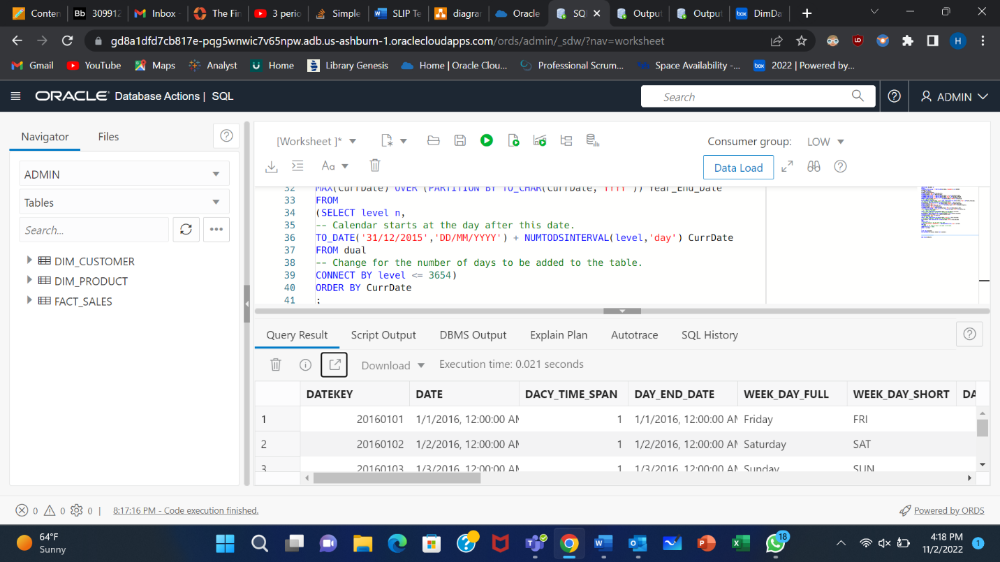 Conten
Bb 309912
Inbox
The Fin
3 perio
Simple
SLIP Te
diagra
Oracle
SQ
Output
Output
DimDa
gd8a1dfd7cb817e-pqg5wnwic7v65npw.adb.us-ashburn-1.oraclecloudapps.com/ords/admin/_sdw/?nav=worksheet
H
Gmail YouTube Maps Analyst Home Library Genesis Home | Oracle Clou... Professional Scrum... Space Availability -... box 2022 | Powered by...
ORACLE Database Actions | SQL
Search
ADMIN
Navigator Files
ADMIN
Tables
Search...
DIM_CUSTOMER
DIM_PRODUCT
FACT_SALES
[Worksheet ]*
Consumer group: LOW
Aa
Data Load
32 MAX(CurrDate) OVER (PARTITION BY TO_CHAR(CurrDate,'YYYY')) Year_End_Date
33 FROM
34 (SELECT level n,
35 -- Calendar starts at the day after this date.
36 TO_DATE('31/12/2015','DD/MM/YYYY') + NUMTODSINTERVAL(level,'day') CurrDate
37 FROM dual
38 -- Change for the number of days to be added to the table.
39 CONNECT BY level <= 3654)
40 ORDER BY CurrDate
41 ;
Query Result Script Output DBMS Output Explain Plan Autotrace SQL History
Download Execution time: 0.021 seconds
DATEKEY DATE DACY_TIME_SPAN DAY_END_DATE WEEK_DAY_FULL WEEK_DAY_SHORT DA
1 20160101 1/1/2016, 12:00:00 AM 1 1/1/2016, 12:00:00 AM Friday FRI
2 20160102 1/2/2016, 12:00:00 AM 1 1/2/2016, 12:00:00 AM Saturday SAT
3 20160103 1/3/2016, 12:00:00 AM 1 1/3/2016, 12:00:00 AM Sunday SUN
0 0 0 | 8:17:16 PM - Code execution finished.
Powered by ORDS
64°F
Sunny
18
4:18 PM
11/2/2022
1